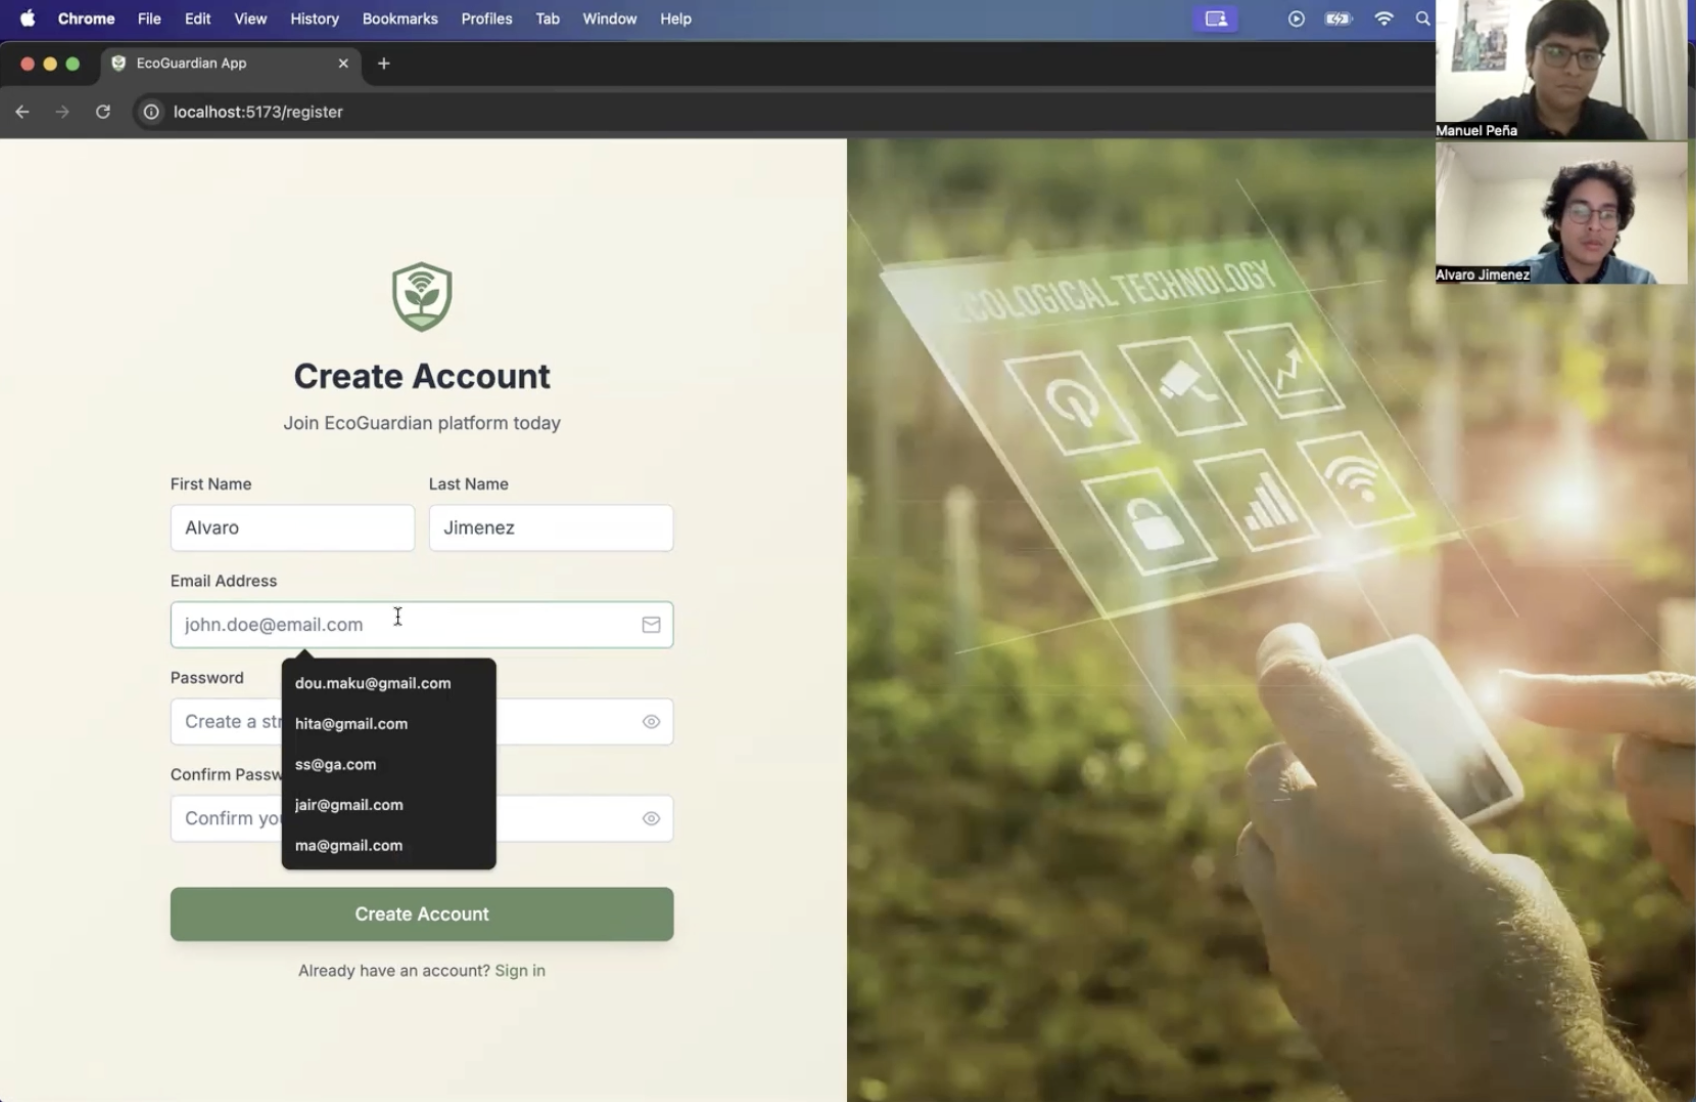 Chrome File Edit View History Bookmarks Profiles Tab Window Help
EcoGuardian App
localhost:5173/register
Manuel Peña
Alvaro Jimenez
ECOLOGICAL TECHNOLOGY
Create Account
Join EcoGuardian platform today
First Name Last Name
Alvaro Jimenez
Email Address
john.doe@email.com
dou.maku@gmail.com
Password
hita@gmail.com
Create a
ss@ga.com
Confirm
jair@gmail.com
Confirm
ma@gmail.com
Create Account
Already have an account? Sign in